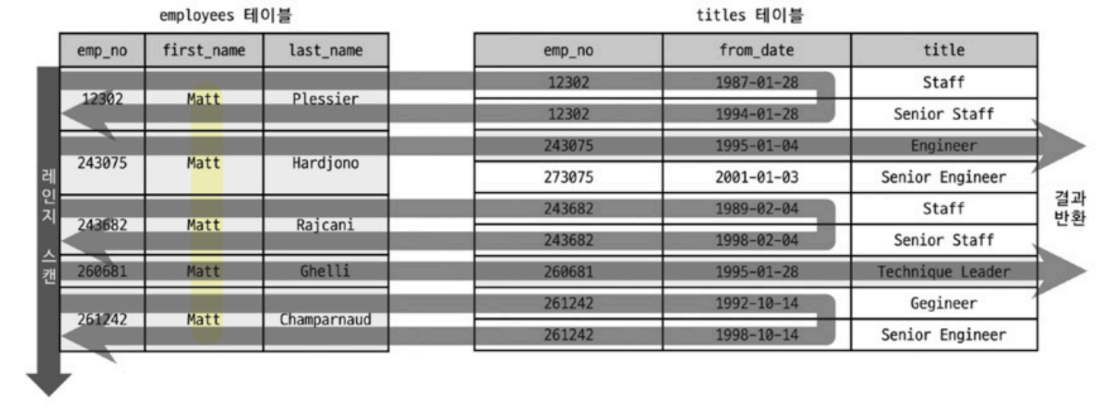 employees 테이블 titles 테이블
emp_no first_name last_name emp_no from_date title
12302 Matt Plessier 12302 1987-01-28 Staff
12302 1994-01-28 Senior Staff
243075 Matt Hardjono 243075 1995-01-04 Engineer
273075 2001-01-03 Senior Engineer
243682 Matt Rajcani 243682 1989-02-04 Staff
243682 1998-02-04 Senior Staff
260681 Matt Ghelli 260681 1995-01-28 Technique Leader
261242 Matt Champarnaud 261242 1992-10-14 Gegineer
261242 1998-10-14 Senior Engineer
레인지 스캔
결과
반환